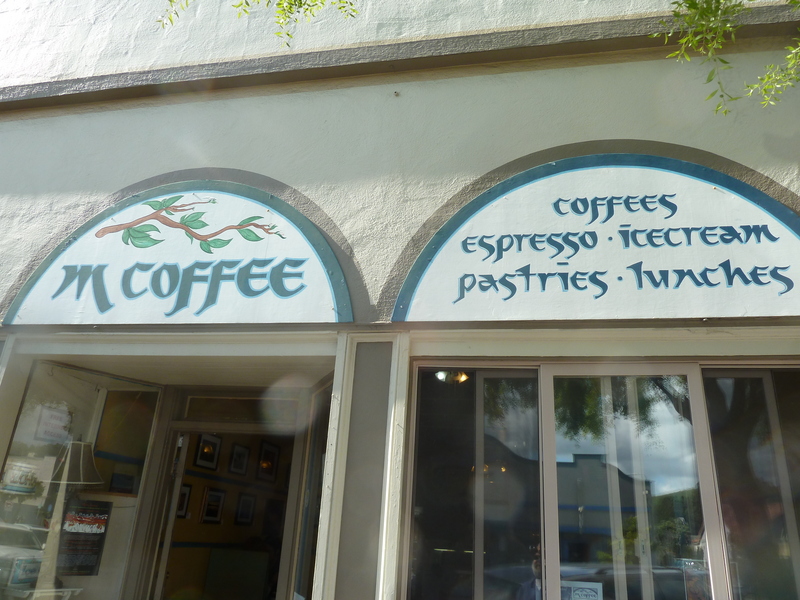 M COFFEE
COFFEES
ESPRESSO · ICECREAM
PASTRIES · LUNCHES